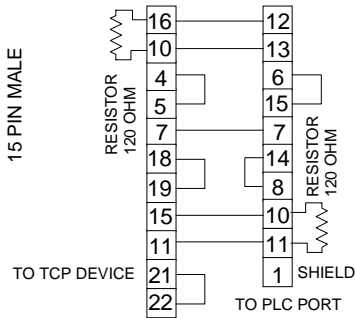 15 PIN MALE
RESISTOR
120 OHM
16 12
10 13
4 6
5 15
7 7
18 14
19 8
15 10
11 11
21 1
22
RESISTOR
120 OHM
TO TCP DEVICE
SHIELD
TO PLC PORT